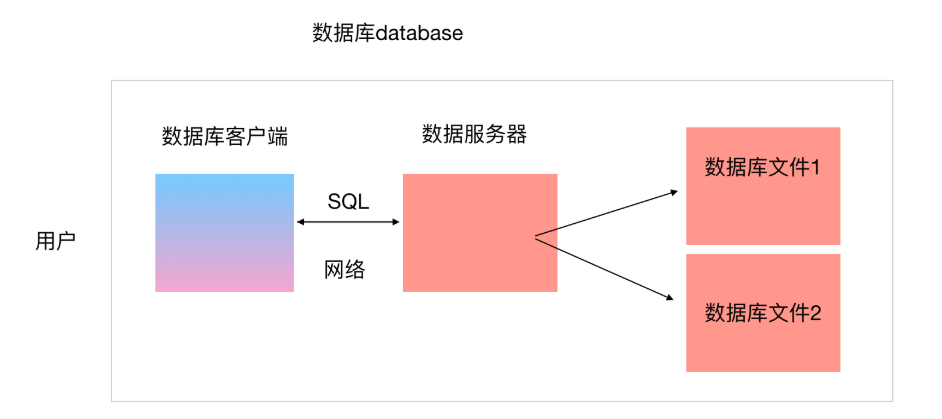 数据库database
数据库客户端
数据服务器
数据库文件1
SQL
用户
网络
数据库文件2